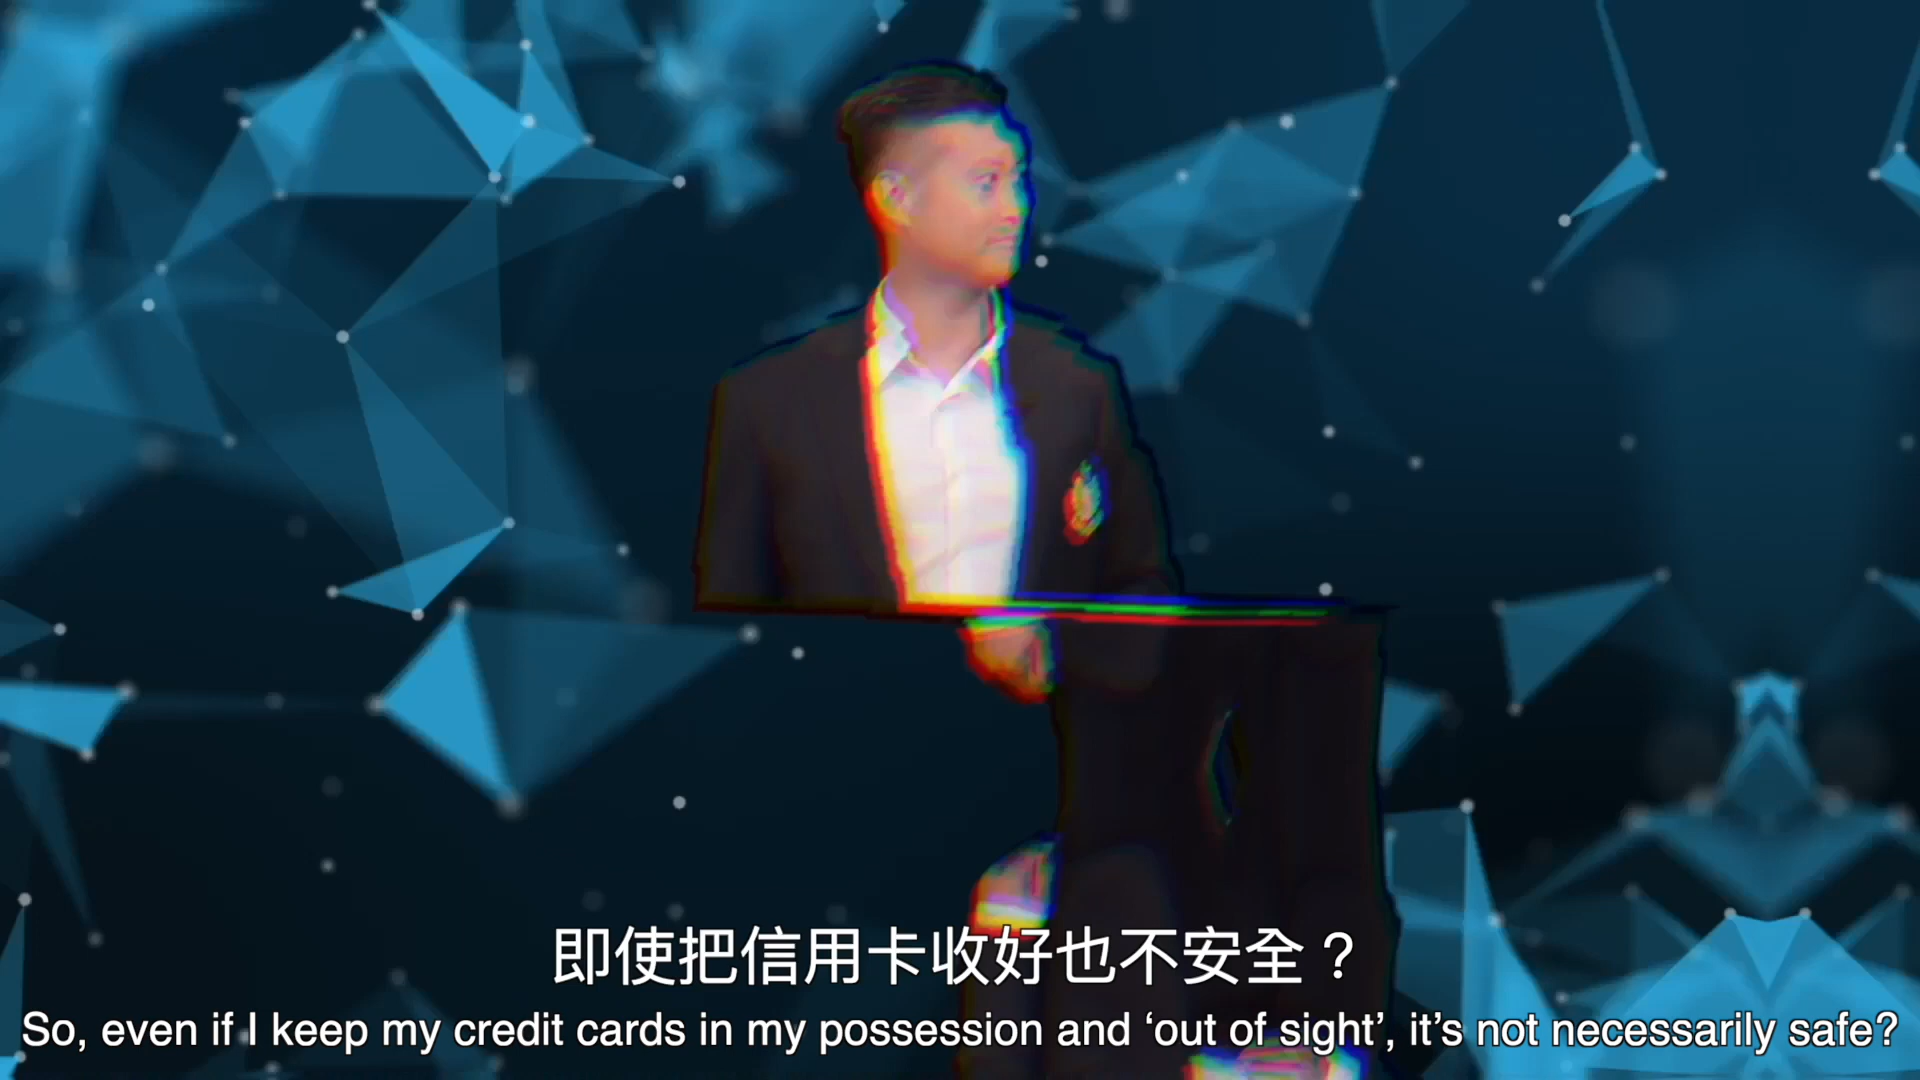 即使把信用卡收好也不安全？
So, even if I keep my credit cards in my possession and ‘out of sight’, it’s not necessarily safe?